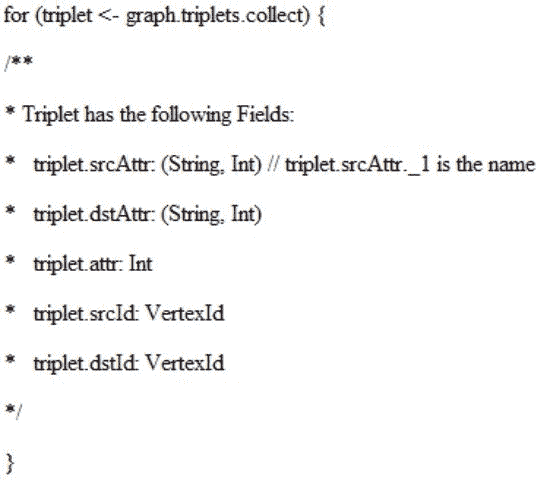 for (triplet <- graph.triplets.collect) {
/**
* Triplet has the following Fields:
*   triplet.srcAttr: (String, Int) // triplet.srcAttr._1 is the name
*   triplet.dstAttr: (String, Int)
*   triplet.attr: Int
*   triplet.srcId: VertexId
*   triplet.dstId: VertexId
*/
}